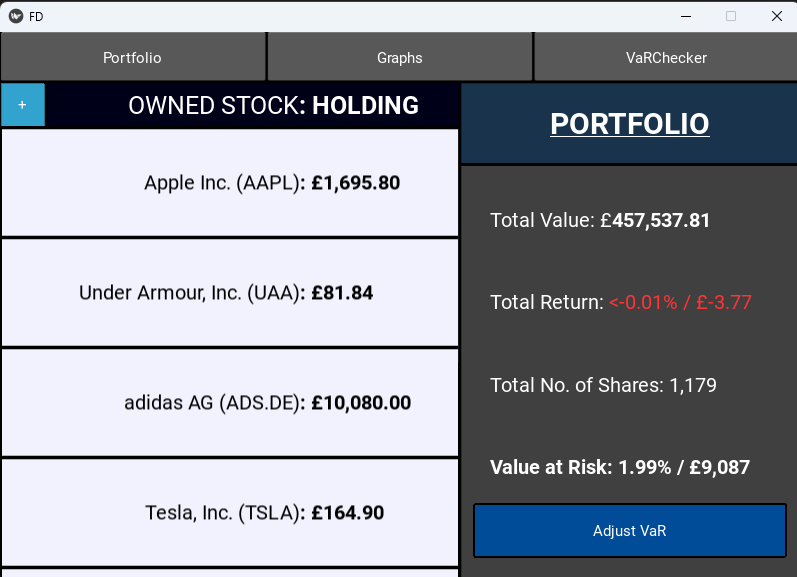 FD
Portfolio
Graphs
VaRChecker
+
OWNED STOCK: HOLDING
Apple Inc. (AAPL): £1,695.80
Under Armour, Inc. (UAA): £81.84
adidas AG (ADS.DE): £10,080.00
Tesla, Inc. (TSLA): £164.90
PORTFOLIO
Total Value: £457,537.81
Total Return: <-0.01% / £-3.77
Total No. of Shares: 1,179
Value at Risk: 1.99% / £9,087
Adjust VaR